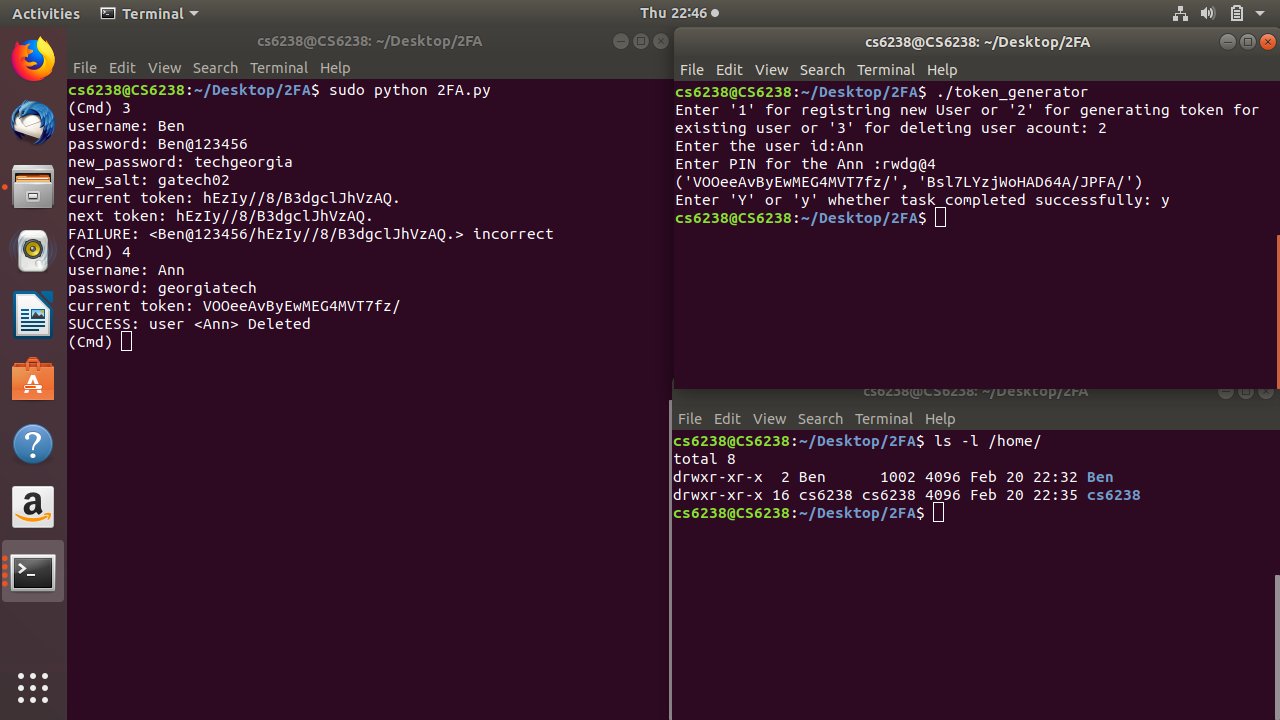 Activities Terminal Thu 22:46
cs6238@CS6238: ~/Desktop/2FA
File Edit View Search Terminal Help
cs6238@CS6238:~/Desktop/2FA$ sudo python 2FA.py
(Cmd) 3
username: Ben
password: Ben@123456
new_password: techgeorgia
new_salt: gatech02
current token: hEzIy//8/B3dgclJhVzAQ.
next token: hEzIy//8/B3dgclJhVzAQ.
FAILURE: <Ben@123456/hEzIy//8/B3dgclJhVzAQ.> incorrect
(Cmd) 4
username: Ann
password: georgiatech
current token: VOOeeAvByEwMEG4MVT7fz/
SUCCESS: user <Ann> Deleted
(Cmd)
cs6238@CS6238: ~/Desktop/2FA
File Edit View Search Terminal Help
cs6238@CS6238:~/Desktop/2FA$ ./token_generator
Enter '1' for registring new User or '2' for generating token for
existing user or '3' for deleting user acount: 2
Enter the user id:Ann
Enter PIN for the Ann :rwdg@4
('VOOeeAvByEwMEG4MVT7fz/', 'Bsl7LYzjWoHAD64A/JPFA/')
Enter 'Y' or 'y' whether task completed successfully: y
cs6238@CS6238:~/Desktop/2FA$
cs6238@CS6238: ~/Desktop/2FA
File Edit View Search Terminal Help
cs6238@CS6238:~/Desktop/2FA$ ls -l /home/
total 8
drwxr-xr-x  2 Ben      1002 4096 Feb 20 22:32 Ben
drwxr-xr-x 16 cs6238 cs6238 4096 Feb 20 22:35 cs6238
cs6238@CS6238:~/Desktop/2FA$